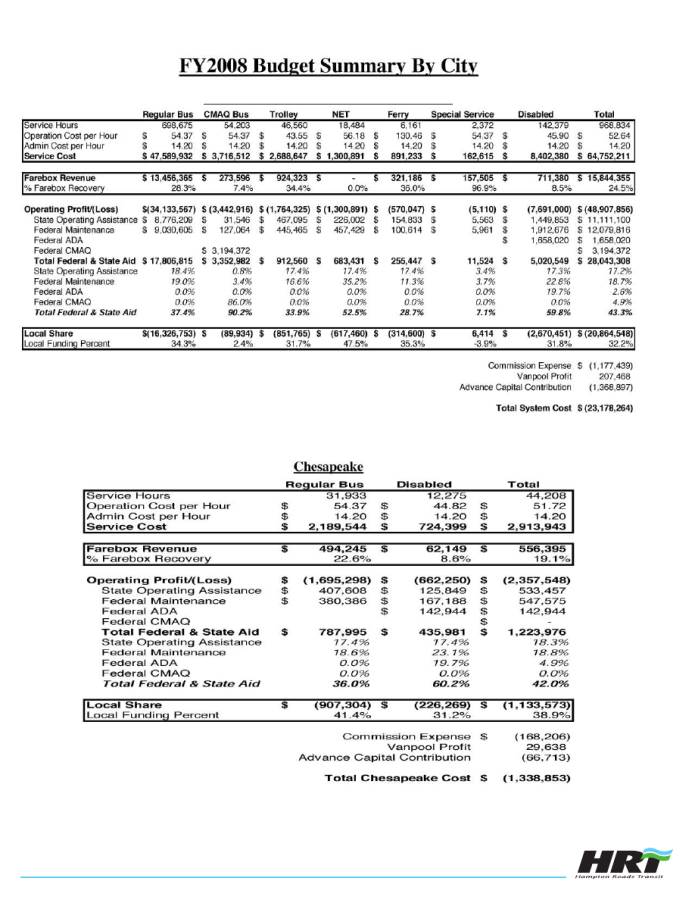 FY2008 Budget Summary By City
Regular Bus CMAQ Bus Trolley NET Ferry Special Service Disabled Total
Service Hours 698,675 54,203 46,560 18,484 6,161 2,372 142,379 968,834
Operation Cost per Hour $ 54.37 $ 54.37 $ 43.55 $ 56.18 $ 130.46 $ 54.37 $ 45.90 $ 52.64
Admin Cost per Hour $ 14.20 $ 14.20 $ 14.20 $ 14.20 $ 14.20 $ 14.20 $ 14.20 $ 14.20
Service Cost $ 47,589,932 $ 3,716,512 $ 2,688,647 $ 1,300,891 $ 891,233 $ 162,615 $ 8,402,380 $ 64,752,211
Farebox Revenue $ 13,456,365 $ 273,596 $ 924,323 $ - $ 321,186 $ 157,505 $ 711,380 $ 15,844,355
% Farebox Recovery 28.3% 7.4% 34.4% 0.0% 36.0% 96.9% 8.5% 24.5%
Operating Profit/(Loss) $(34,133,567) $ (3,442,916) $ (1,764,325) $ (1,300,891) $ (570,047) $ (5,110) $ (7,691,000) $ (48,907,856)
State Operating Assistance $ 8,776,209 $ 31,546 $ 467,095 $ 226,002 $ 154,833 $ 5,563 $ 1,449,853 $ 11,111,100
Federal Maintenance $ 9,030,605 $ 127,064 $ 445,465 $ 457,429 $ 100,614 $ 5,961 $ 1,912,676 $ 12,079,816
Federal ADA $ 1,658,020 $ 1,658,020
Federal CMAQ $ 3,194,372 $ 3,194,372
Total Federal & State Aid $ 17,806,815 $ 3,352,982 $ 912,560 $ 683,431 $ 255,447 $ 11,524 $ 5,020,549 $ 28,043,308
State Operating Assistance 18.4% 0.8% 17.4% 17.4% 17.4% 3.4% 17.3% 17.2%
Federal Maintenance 19.0% 3.4% 16.6% 35.2% 11.3% 3.7% 22.8% 18.7%
Federal ADA 0.0% 0.0% 0.0% 0.0% 0.0% 0.0% 19.7% 2.6%
Federal CMAQ 0.0% 86.0% 0.0% 0.0% 0.0% 0.0% 0.0% 4.9%
Total Federal & State Aid 37.4% 90.2% 33.9% 52.5% 28.7% 7.1% 59.8% 43.3%
Local Share $(16,326,753) $ (89,934) $ (851,765) $ (617,460) $ (314,600) $ 6,414 $ (2,670,451) $ (20,864,548)
Local Funding Percent 34.3% 2.4% 31.7% 47.5% 35.3% -3.9% 31.8% 32.2%
Commission Expense $ (1,177,439)
Vanpool Profit 207,468
Advance Capital Contribution (1,368,897)
Total System Cost $ (23,178,264)
Chesapeake
Regular Bus Disabled Total
Service Hours 31,933 12,275 44,208
Operation Cost per Hour $ 54.37 $ 44.82 $ 51.72
Admin Cost per Hour $ 14.20 $ 14.20 $ 14.20
Service Cost $ 2,189,544 $ 724,399 $ 2,913,943
Farebox Revenue $ 494,245 $ 62,149 $ 556,395
% Farebox Recovery 22.6% 8.6% 19.1%
Operating Profit/(Loss) $ (1,695,298) $ (662,250) $ (2,357,548)
State Operating Assistance $ 407,608 $ 125,849 $ 533,457
Federal Maintenance $ 380,386 $ 167,188 $ 547,575
Federal ADA $ 142,944 $ 142,944
Federal CMAQ $ -
Total Federal & State Aid $ 787,995 $ 435,981 $ 1,223,976
State Operating Assistance 17.4% 17.4% 18.3%
Federal Maintenance 18.6% 23.1% 18.8%
Federal ADA 0.0% 19.7% 4.9%
Federal CMAQ 0.0% 0.0% 0.0%
Total Federal & State Aid 36.0% 60.2% 42.0%
Local Share $ (907,304) $ (226,269) $ (1,133,573)
Local Funding Percent 41.4% 31.2% 38.9%
Commission Expense $ (168,206)
Vanpool Profit 29,638
Advance Capital Contribution (66,713)
Total Chesapeake Cost $ (1,338,853)
HRT
Hampton Roads Transit